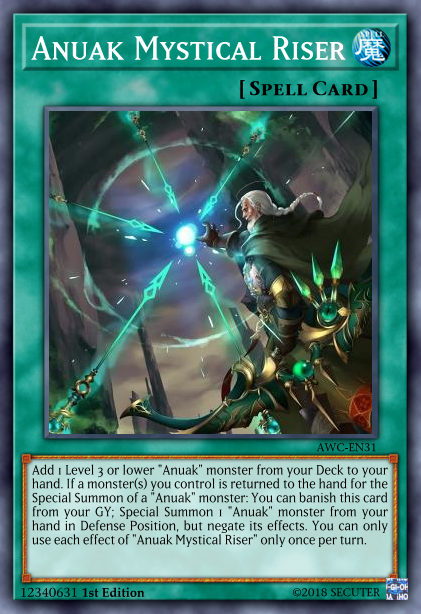 ANUAK MYSTICAL RISER
魔
[SPELL CARD]
AWC-EN31
Add 1 Level 3 or lower "Anuak" monster from your Deck to your
hand. If a monster(s) you control is returned to the hand for the
Special Summon of a "Anuak" monster: You can banish this card
from your GY; Special Summon 1 "Anuak" monster from your
hand in Defense Position, but negate its effects. You can only
use each effect of "Anuak Mystical Riser" only once per turn.
12340631 1st Edition
©2018 SECUTER